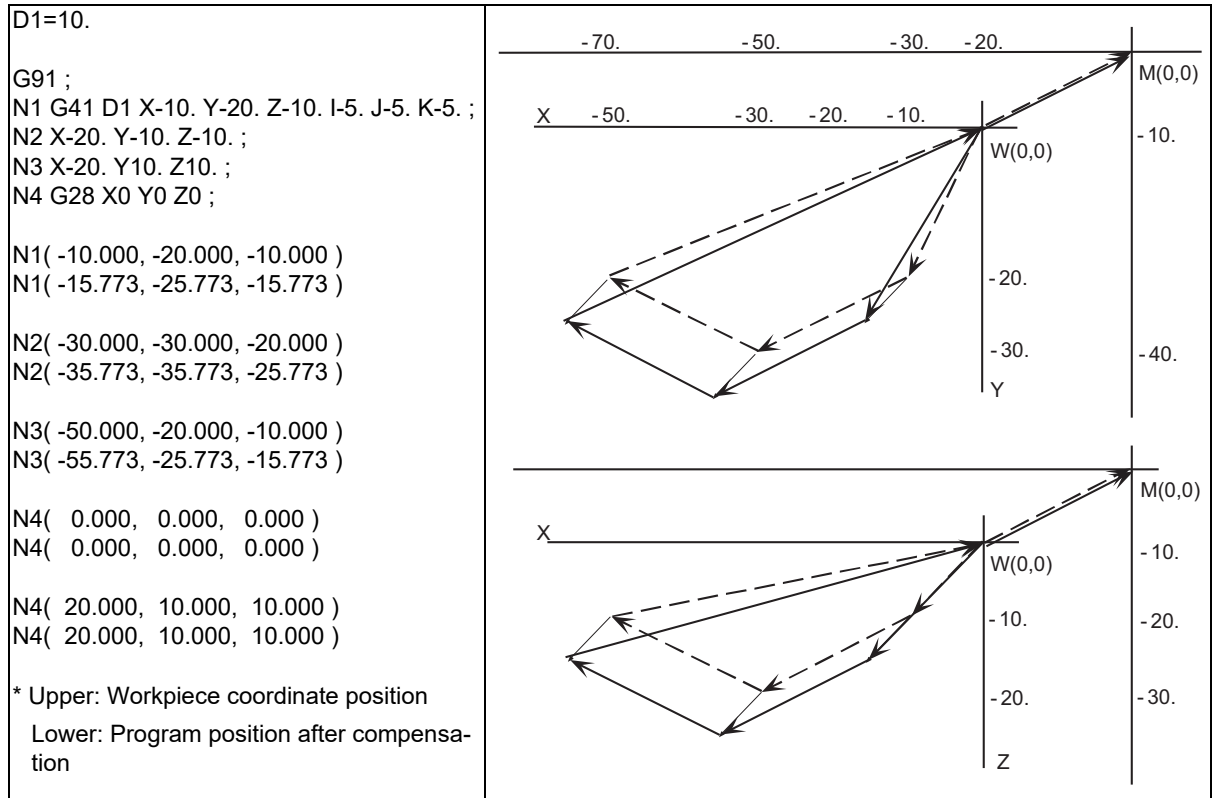 D1=10.
G91 ;
N1 G41 D1 X-10. Y-20. Z-10. I-5. J-5. K-5. ;
N2 X-20. Y-10. Z-10. ;
N3 X-20. Y10. Z10. ;
N4 G28 X0 Y0 Z0 ;
N1( -10.000, -20.000, -10.000 )
N1( -15.773, -25.773, -15.773 )
N2( -30.000, -30.000, -20.000 )
N2( -35.773, -35.773, -25.773 )
N3( -50.000, -20.000, -10.000 )
N3( -55.773, -25.773, -15.773 )
N4( 0.000, 0.000, 0.000 )
N4( 0.000, 0.000, 0.000 )
N4( 20.000, 10.000, 10.000 )
N4( 20.000, 10.000, 10.000 )
* Upper: Workpiece coordinate position
Lower: Program position after compensa-
tion
-70. -50. -30. -20.
M(0,0)
X -50. -30. -20. -10.
-10.
W(0,0)
-20.
-30.
-40.
Y
M(0,0)
X
-10.
W(0,0)
-10.
-20.
-20.
-30.
Z